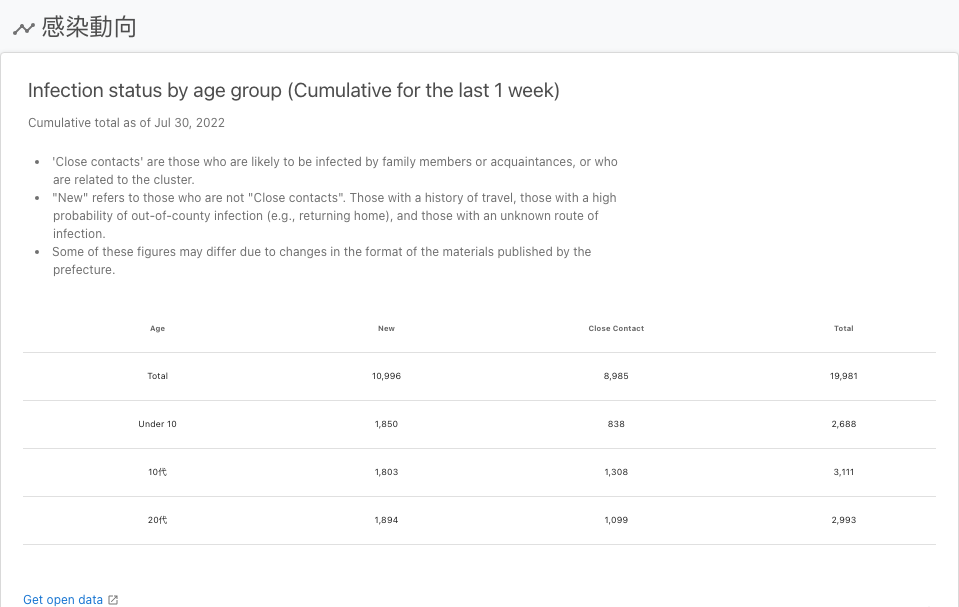 感染動向
Infection status by age group (Cumulative for the last 1 week)
Cumulative total as of Jul 30, 2022
• 'Close contacts' are those who are likely to be infected by family members or acquaintances, or who
are related to the cluster.
• "New" refers to those who are not "Close contacts". Those with a history of travel, those with a high
probability of out-of-county infection (e.g., returning home), and those with an unknown route of
infection.
• Some of these figures may differ due to changes in the format of the materials published by the
prefecture.
Age New Close Contact Total
Total 10,996 8,985 19,981
Under 10 1,850 838 2,688
10代 1,803 1,308 3,111
20代 1,894 1,099 2,993
Get open data